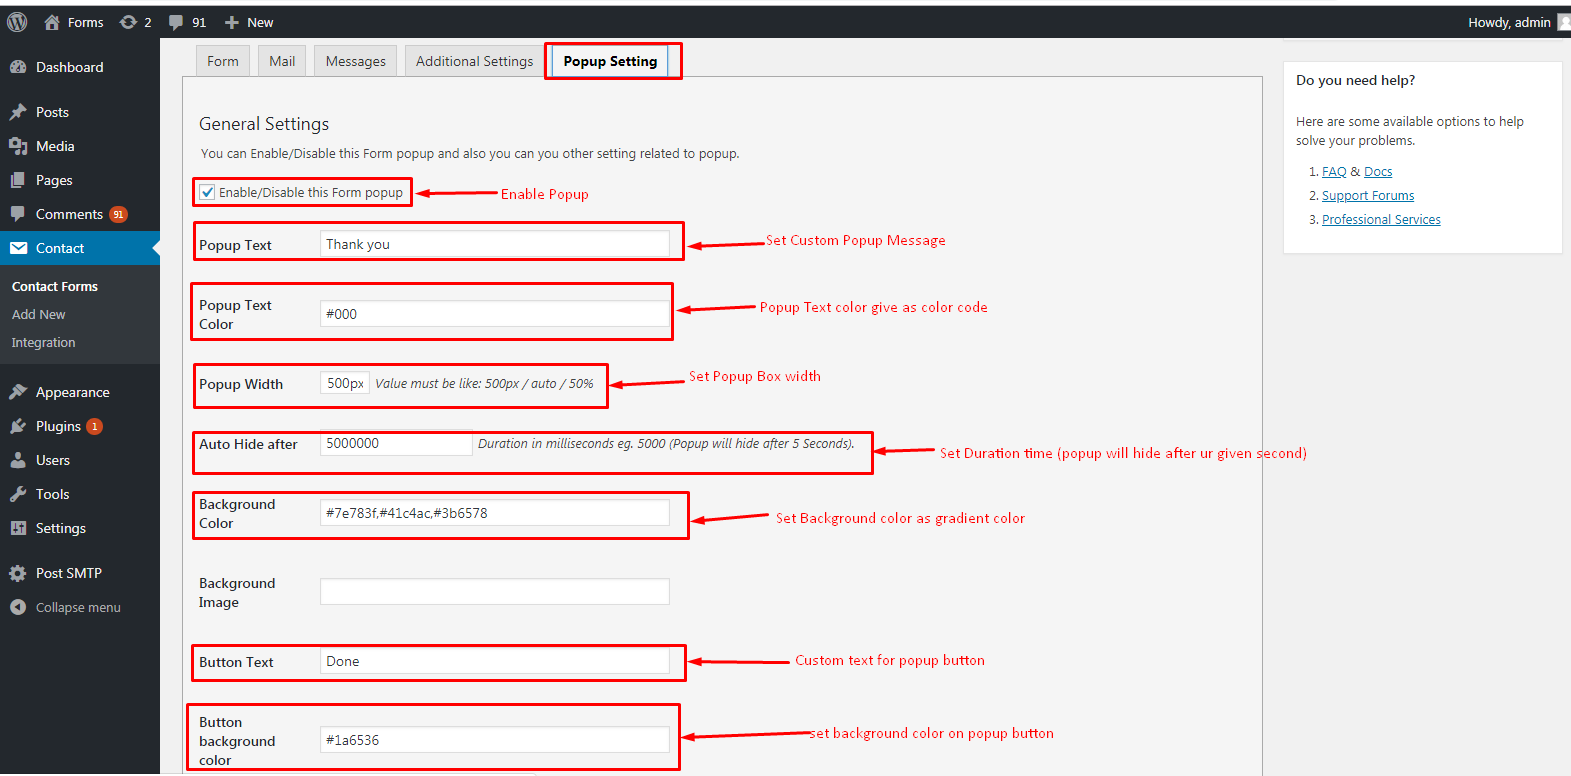 Forms 2 91 New Howdy, admin
Dashboard
Posts
Media
Pages
Comments 91
Contact
Contact Forms
Add New
Integration
Appearance
Plugins 1
Users
Tools
Settings
Post SMTP
Collapse menu
Form Mail Messages Additional Settings Popup Setting
General Settings
You can Enable/Disable this Form popup and also you can you other setting related to popup.
Enable/Disable this Form popup Enable Popup
Popup Text Thank you Set Custom Popup Message
Popup Text
Color
#000 Popup Text color give as color code
Popup Width 500px Value must be like: 500px / auto / 50% Set Popup Box width
Auto Hide after 5000000 Duration in milliseconds eg. 5000 (Popup will hide after 5 Seconds). Set Duration time (popup will hide after ur given second)
Background
Color
#7e783f,#41c4ac,#3b6578 Set Background color as gradient color
Background
Image
Button Text Done Custom text for popup button
Button
background
color
#1a6536 set background color on popup button
Do you need help?
Here are some available options to help
solve your problems.
1. FAQ & Docs
2. Support Forums
3. Professional Services